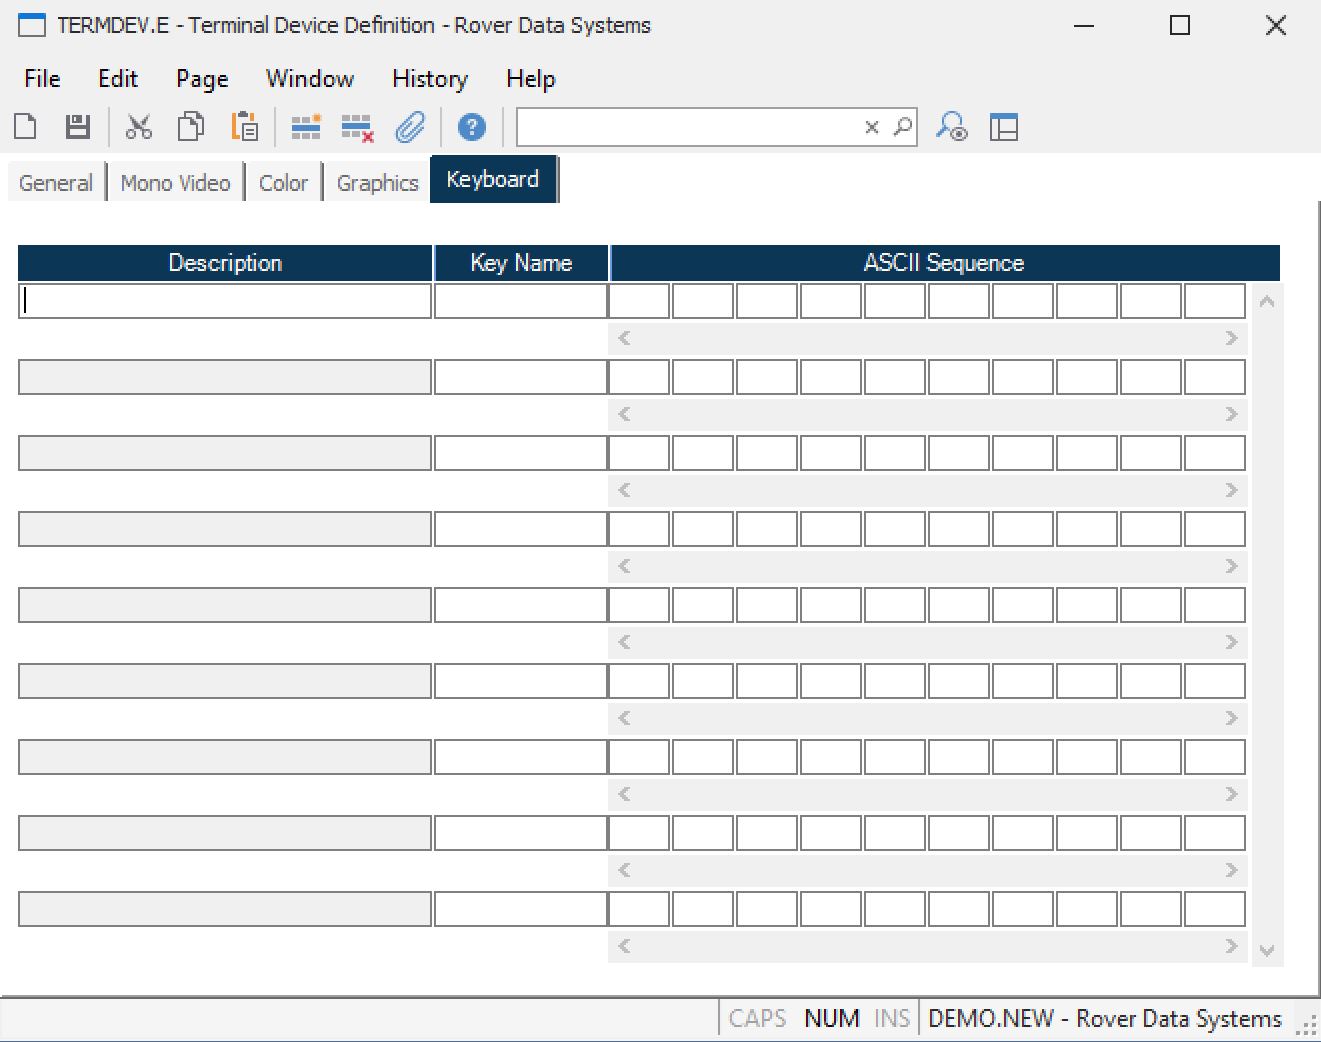 TERMDEV.E - Terminal Device Definition - Rover Data Systems
File Edit Page Window History Help
General Mono Video Color Graphics Keyboard
Description Key Name ASCII Sequence
CAPS NUM INS DEMO.NEW - Rover Data Systems